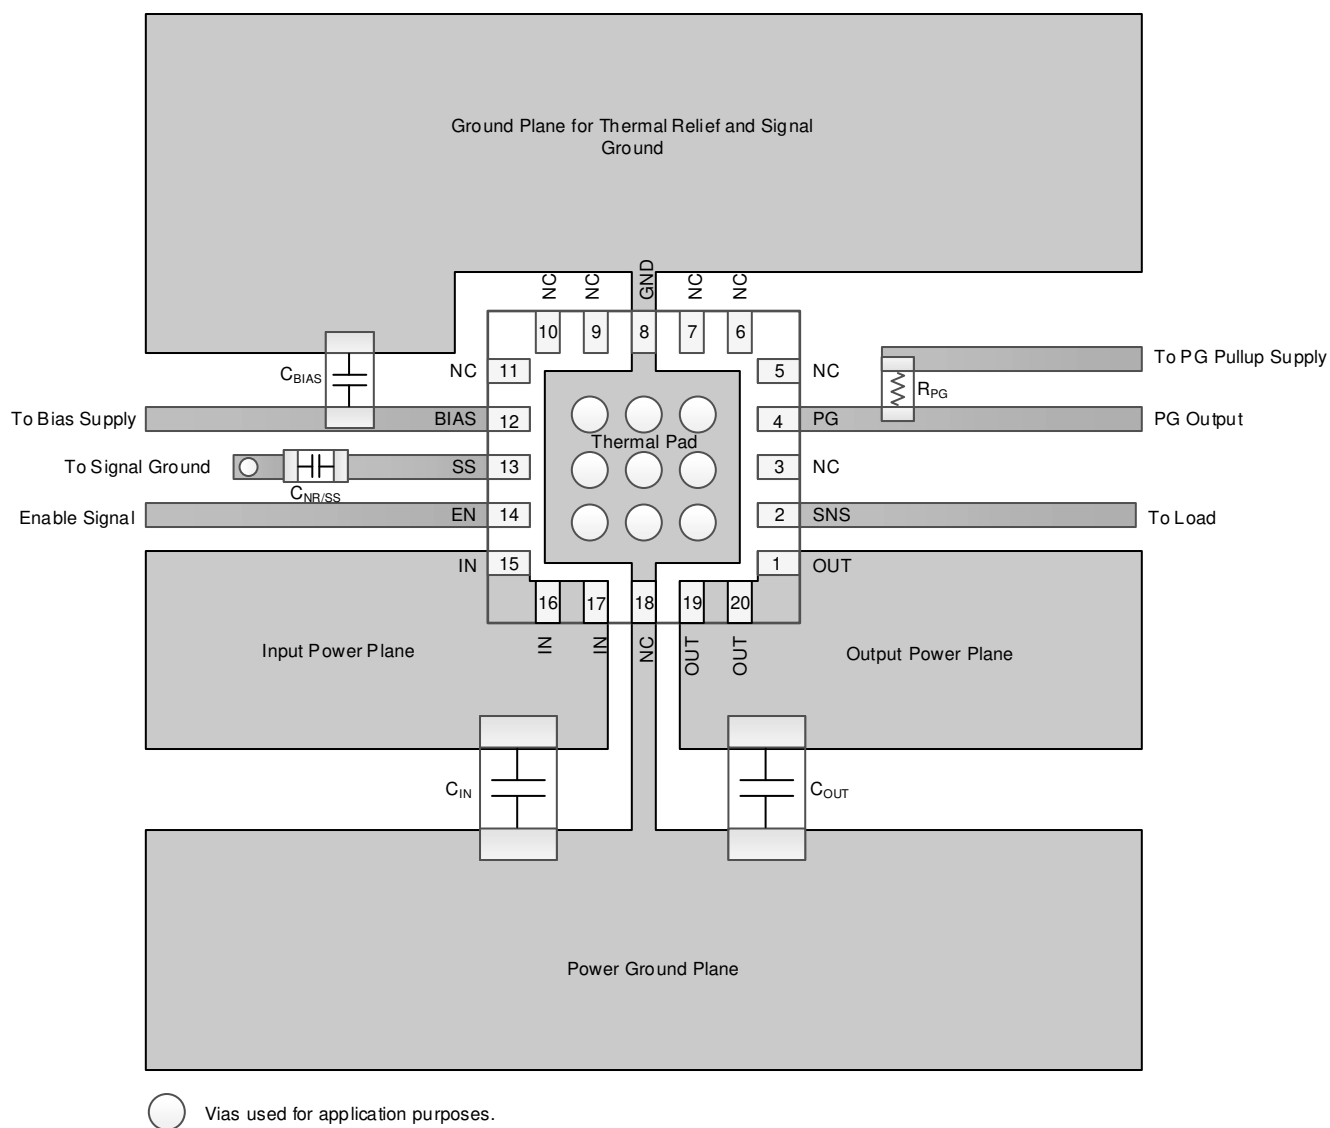 Ground Plane for Thermal Relief and Signal
Ground
NC
NC
GND
NC
NC
10
9
8
7
6
NC
11
5
NC
To PG Pullup Supply
CBIAS
RPG
To Bias Supply
BIAS
12
4
PG
PG Output
Thermal Pad
To Signal Ground
SS
13
3
NC
CNR/SS
Enable Signal
EN
14
2
SNS
To Load
IN
15
1
OUT
16
17
18
19
20
IN
IN
NC
OUT
OUT
Input Power Plane
Output Power Plane
CIN
COUT
Power Ground Plane
Vias used for application purposes.